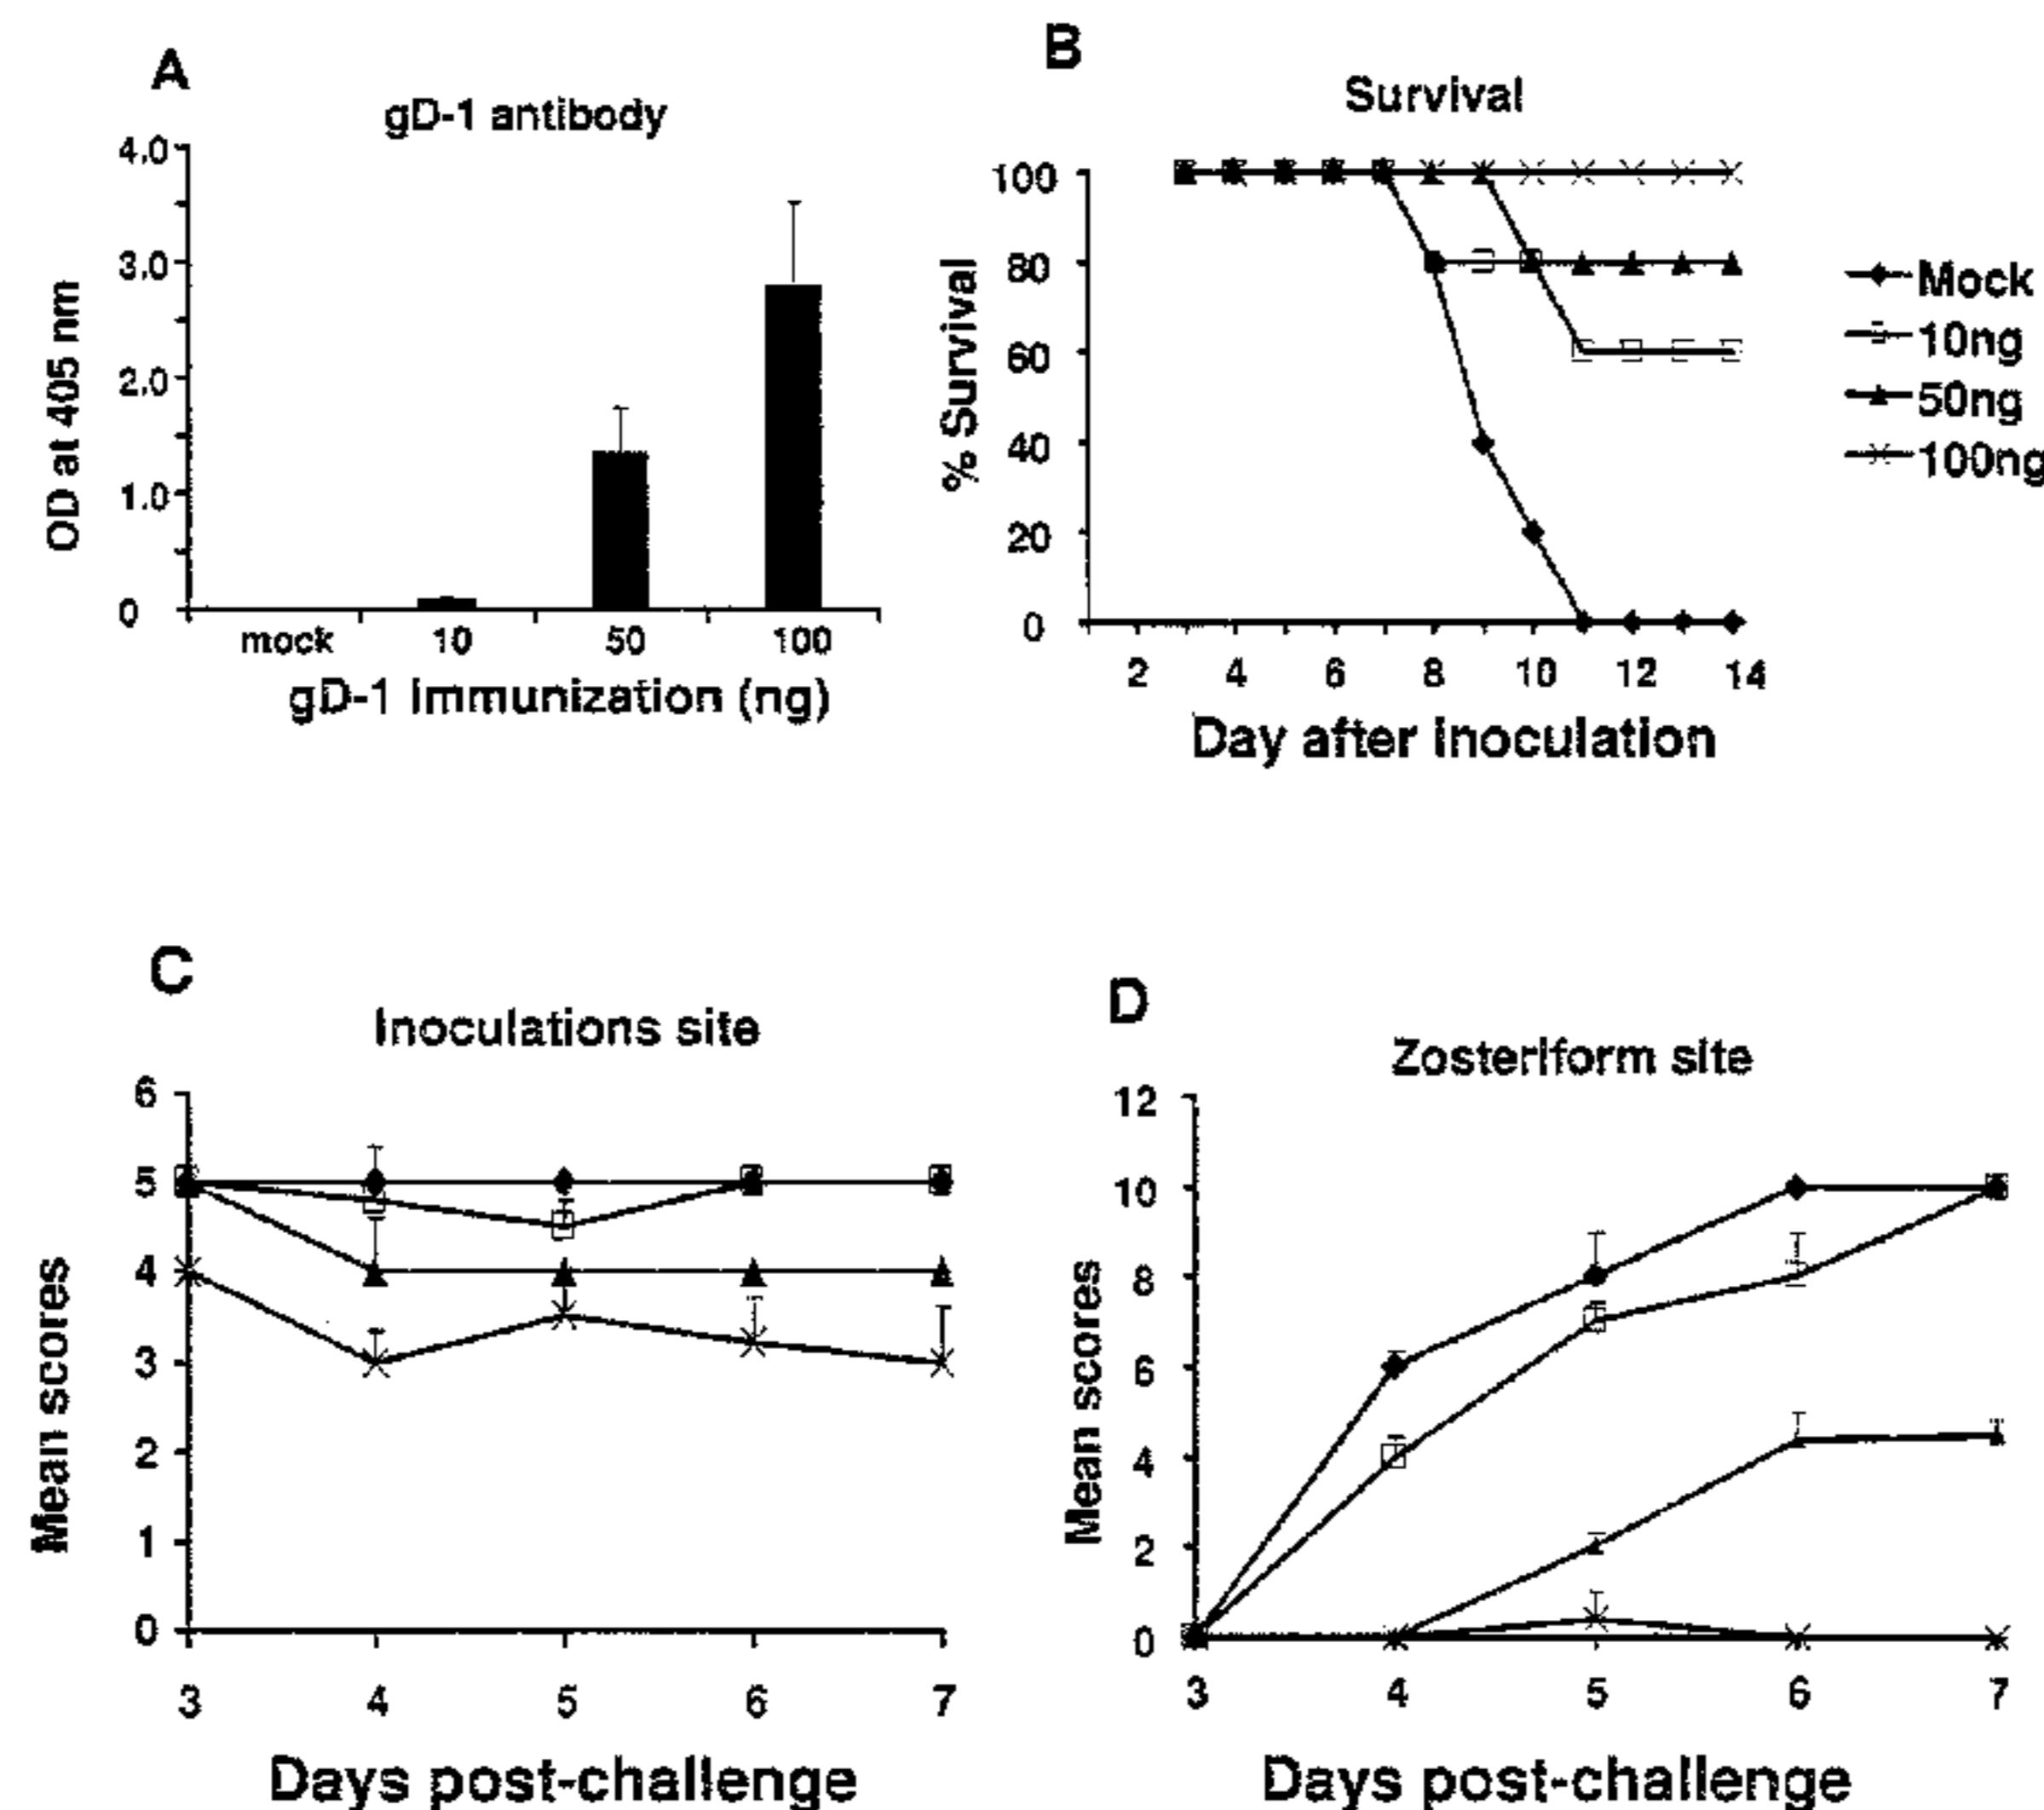 A
gD-1 antibody
4.0
3.0
2.0
1.0
0
OD at 405 nm
mock 10 50 100
gD-1 Immunization (ng)
B
Survival
100
80
60
40
20
0
% Survival
2 4 6 8 10 12 14
Day after inoculation
Mock
10ng
50ng
100ng
C
Inoculations site
6
5
4
3
2
1
0
Mean scores
3 4 5 6 7
Days post-challenge
D
Zosteriform site
12
10
8
6
4
2
0
Mean scores
3 4 5 6 7
Days post-challenge